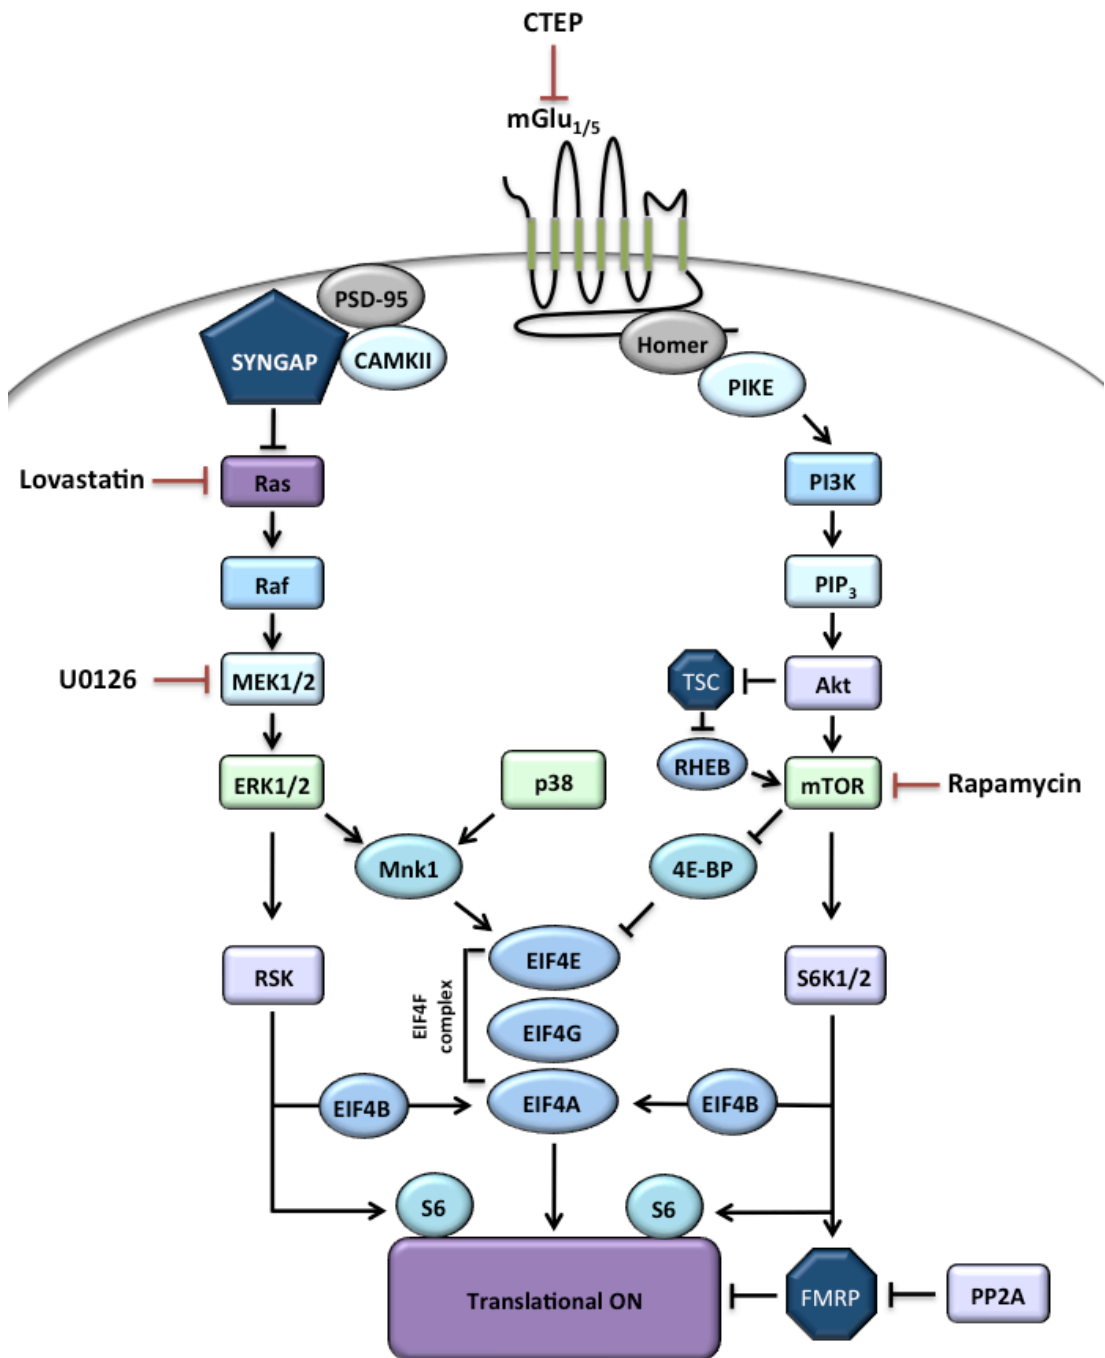 CTEP
mGlu1/5
PSD-95
SYNGAP
CAMKII
Homer
PIKE
Lovastatin
Ras
PI3K
Raf
PIP3
U0126
MEK1/2
TSC
Akt
ERK1/2
p38
RHEB
mTOR
Rapamycin
Mnk1
4E-BP
EIF4E
RSK
EIF4F
complex
S6K1/2
EIF4G
EIF4B
EIF4A
EIF4B
S6
S6
Translational ON
FMRP
PP2A